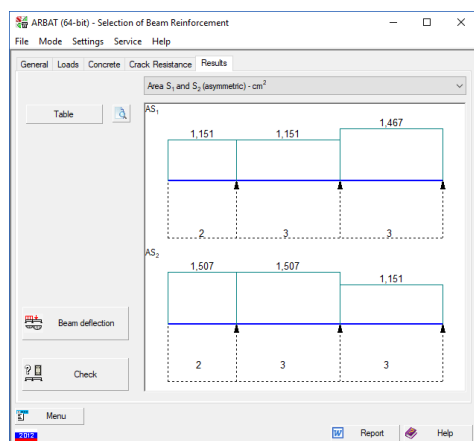 ARBAT (64-bit) - Selection of Beam Reinforcement
File Mode Settings Service Help
General Loads Concrete Crack Resistance Results
Area S₁ and S₂ (asymmetric) - cm²
Table
AS₁
1,151 1,151 1,467
2 3 3
AS₂
1,507 1,507 1,151
2 3 3
Beam deflection
Check
Menu
2012
Report Help